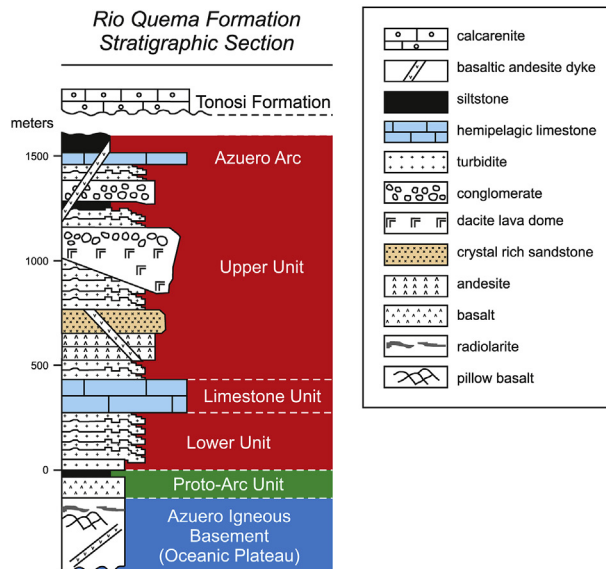 Rio Quema Formation
Stratigraphic Section
Tonosi Formation
meters
1500
Azuero Arc
1000
Upper Unit
500
Limestone Unit
Lower Unit
0
Proto-Arc Unit
Azuero Igneous
Basement
(Oceanic Plateau)
calcarenite
basaltic andesite dyke
siltstone
hemipelagic limestone
turbidite
conglomerate
dacite lava dome
crystal rich sandstone
andesite
basalt
radiolarite
pillow basalt